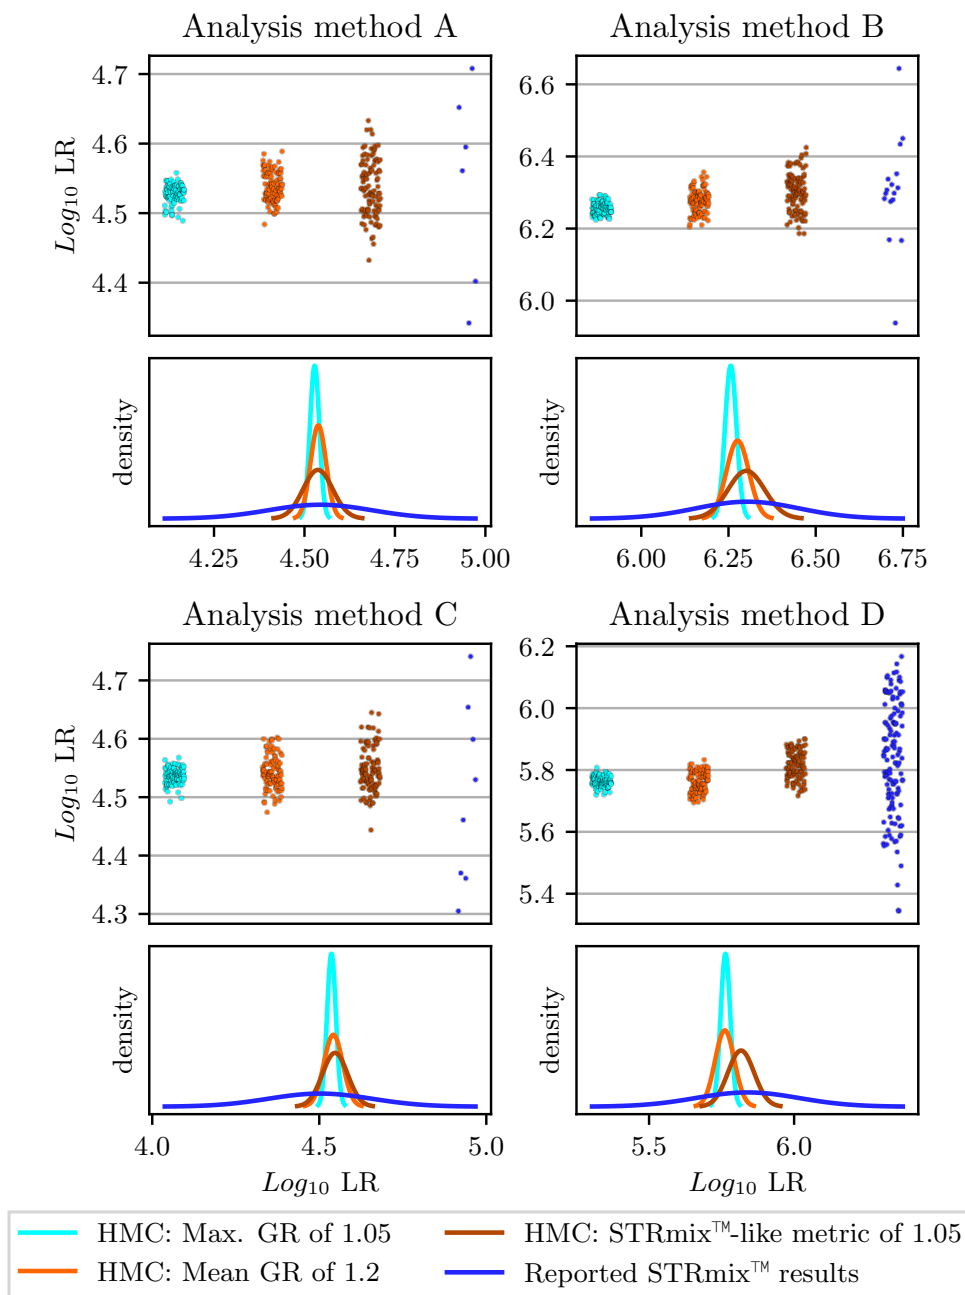 Analysis method A
Analysis method B
4.7
4.6
4.5
4.4
Log10 LR
6.6
6.4
6.2
6.0
density
4.25
4.50
4.75
5.00
density
6.00
6.25
6.50
6.75
Analysis method C
Analysis method D
4.7
4.6
4.5
4.4
4.3
Log10 LR
6.2
6.0
5.8
5.6
5.4
density
4.0
4.5
5.0
Log10 LR
density
5.5
6.0
Log10 LR
HMC: Max. GR of 1.05
HMC: Mean GR of 1.2
HMC: STRmix™-like metric of 1.05
Reported STRmix™ results